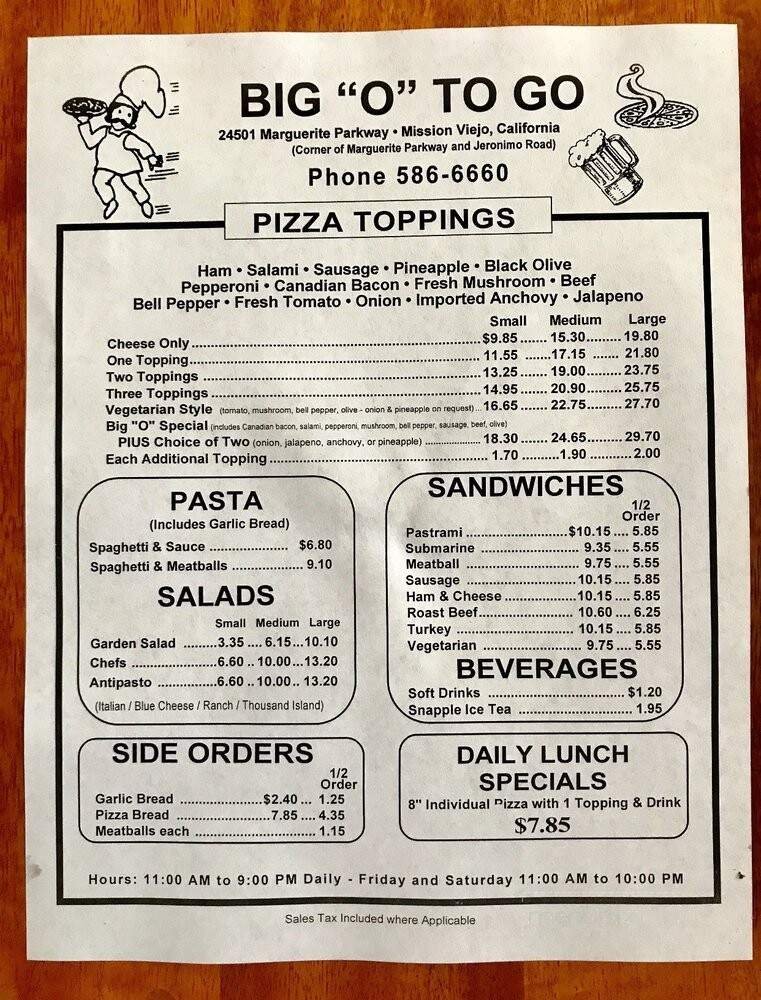 BIG “O” TO GO
24501 Marguerite Parkway • Mission Viejo, California
(Corner of Marguerite Parkway and Jeronimo Road)
Phone 586-6660
PIZZA TOPPINGS
Ham • Salami • Sausage • Pineapple • Black Olive
Pepperoni • Canadian Bacon • Fresh Mushroom • Beef
Bell Pepper • Fresh Tomato • Onion • Imported Anchovy • Jalapeno
Small Medium Large
Cheese Only ... $9.85 ... 15.30 ... 19.80
One Topping ... 11.55 ... 17.15 ... 21.80
Two Toppings ... 13.25 ... 19.00 ... 23.75
Three Toppings ... 14.95 ... 20.90 ... 25.75
Vegetarian Style (tomato, mushroom, bell pepper, olive - onion & pineapple on request) ... 16.65 ... 22.75 ... 27.70
Big "O" Special (includes Canadian bacon, salami, pepperoni, mushroom, bell pepper, sausage, beef, olive)
PIUS Choice of Two (onion, jalapeno, anchovy, or pineapple) ... 18.30 ... 24.65 ... 29.70
Each Additional Topping ... 1.70 ... 1.90 ... 2.00
PASTA
(Includes Garlic Bread)
Spaghetti & Sauce ... $6.80
Spaghetti & Meatballs ... 9.10
SALADS
Small Medium Large
Garden Salad ... 3.35 ... 6.15 ... 10.10
Chefs ... 6.60 .. 10.00 ... 13.20
Antipasto ... 6.60 .. 10.00 .. 13.20
(Italian / Blue Cheese / Ranch / Thousand Island)
SANDWICHES
1/2
Order
Pastrami ... $10.15 ... 5.85
Submarine ... 9.35 ... 5.55
Meatball ... 9.75 ... 5.55
Sausage ... 10.15 ... 5.85
Ham & Cheese ... 10.15 ... 5.85
Roast Beef ... 10.60 ... 6.25
Turkey ... 10.15 ... 5.85
Vegetarian ... 9.75 ... 5.55
BEVERAGES
Soft Drinks ... $1.20
Snapple Ice Tea ... 1.95
SIDE ORDERS
1/2
Order
Garlic Bread ... $2.40 ... 1.25
Pizza Bread ... 7.85 ... 4.35
Meatballs each ... 1.15
DAILY LUNCH
SPECIALS
8" Individual Pizza with 1 Topping & Drink
$7.85
Hours: 11:00 AM to 9:00 PM Daily - Friday and Saturday 11:00 AM to 10:00 PM
Sales Tax Included where Applicable